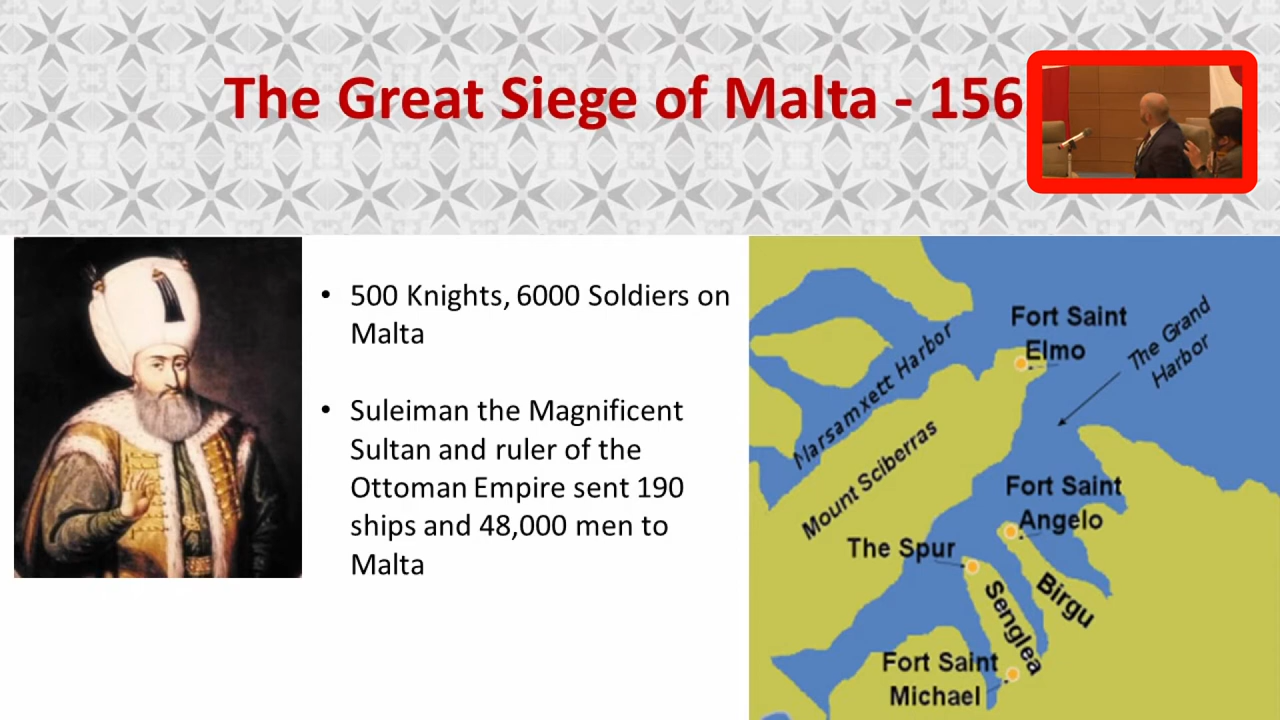 The Great Siege of Malta - 156
• 500 Knights, 6000 Soldiers on
Malta
• Suleiman the Magnificent
Sultan and ruler of the
Ottoman Empire sent 190
ships and 48,000 men to
Malta
Fort Saint
Elmo
The Grand
Harbor
Marsamxett Harbor
Mount Sciberras
Fort Saint
Angelo
The Spur
Birgu
Senglea
Fort Saint
Michael